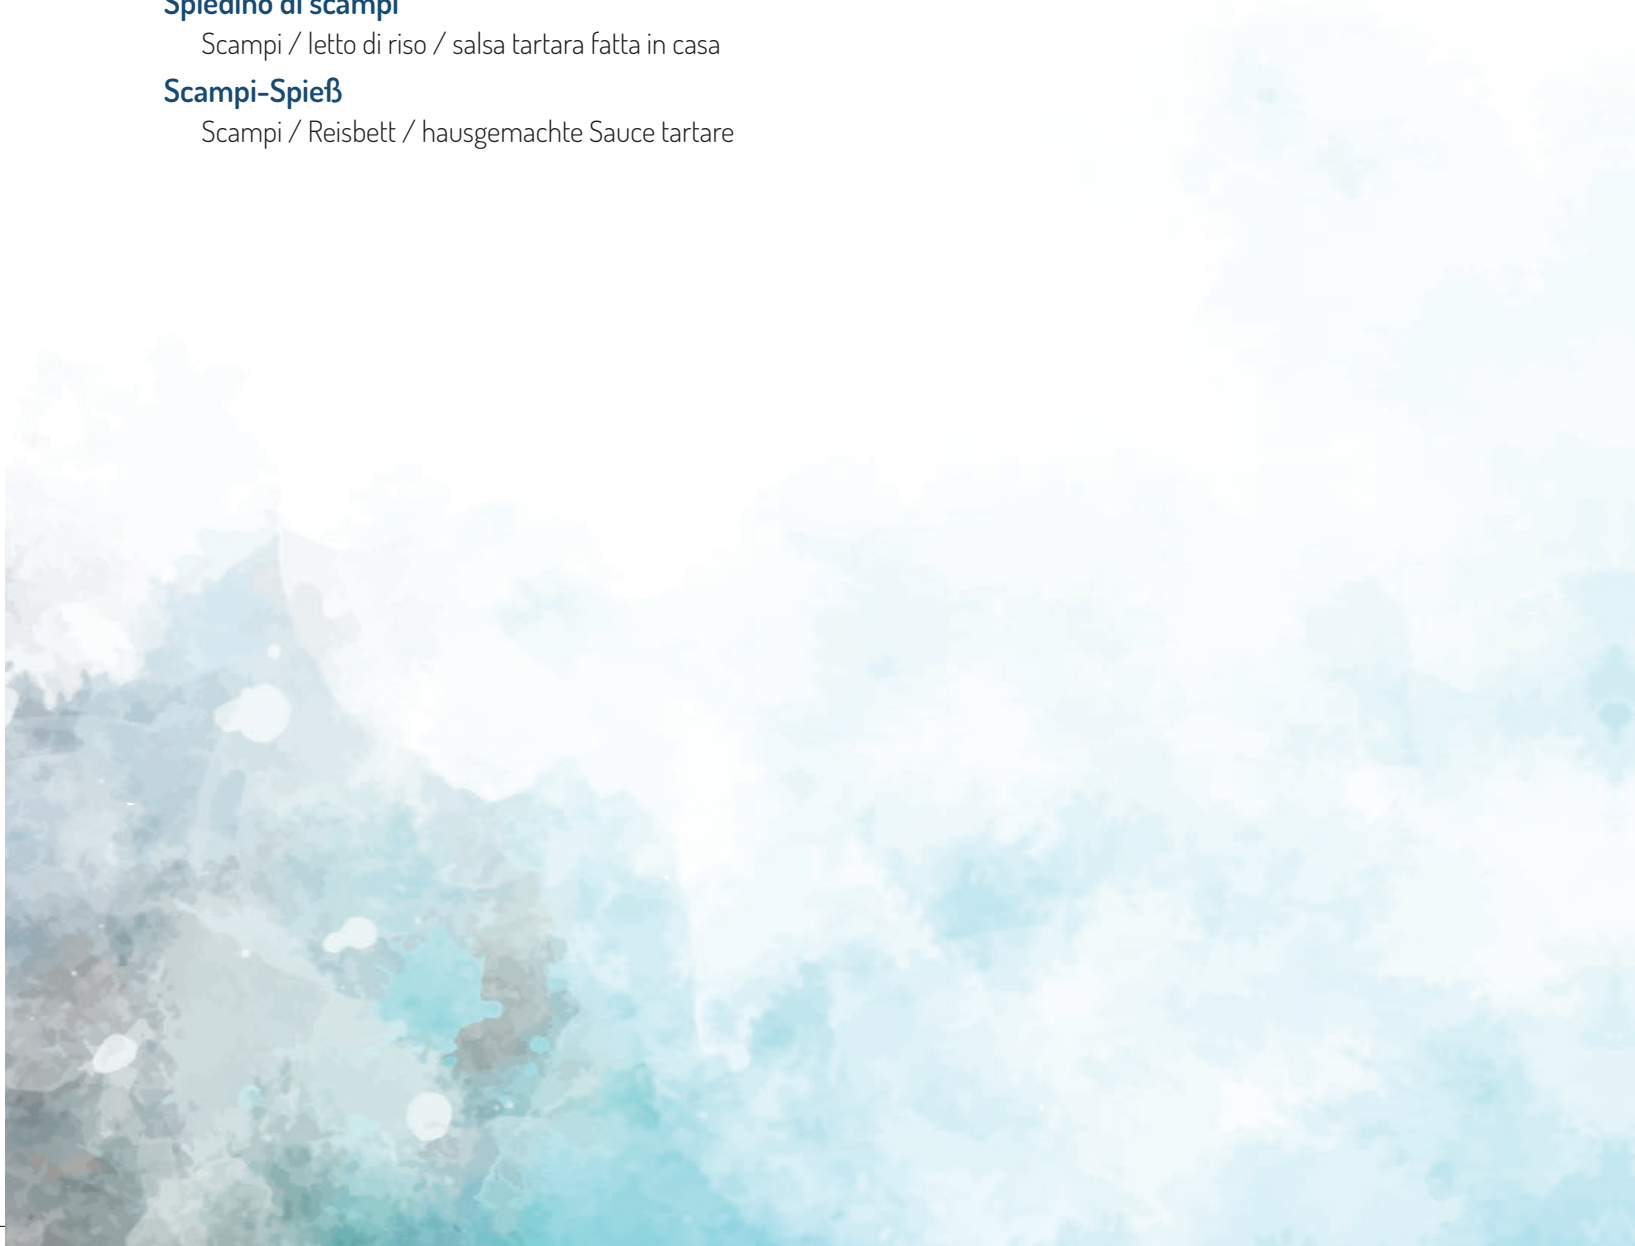 Spiedino di scampi
Scampi / letto di riso / salsa tartara fatta in casa
Scampi-Spieß
Scampi / Reisbett / hausgemachte Sauce tartare